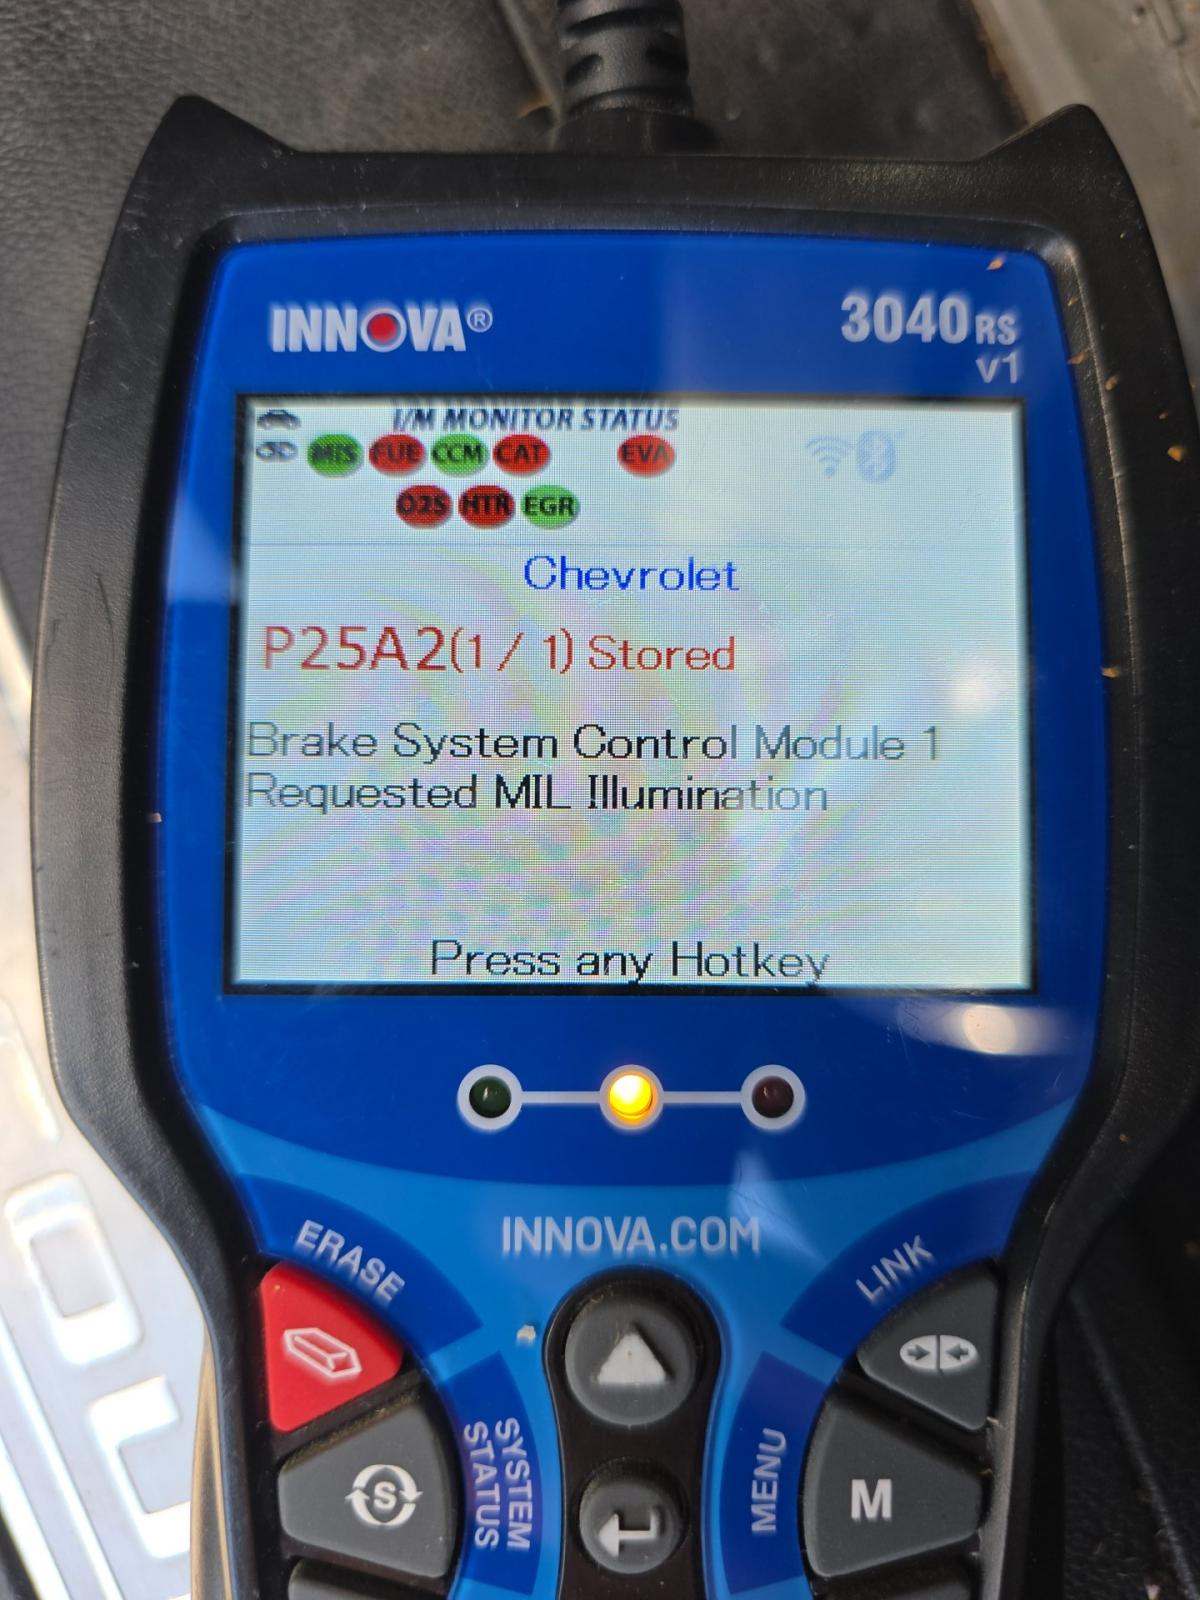 INNOVA®
3040RS
v1
I/M MONITOR STATUS
MIS FUE CCM CAT EVA
O2S HTR EGR
Chevrolet
P25A2(1 / 1) Stored
Brake System Control Module 1
Requested MIL Illumination
Press any Hotkey
INNOVA.COM
ERASE
LINK
SYSTEM
STATUS
S
MENU
M